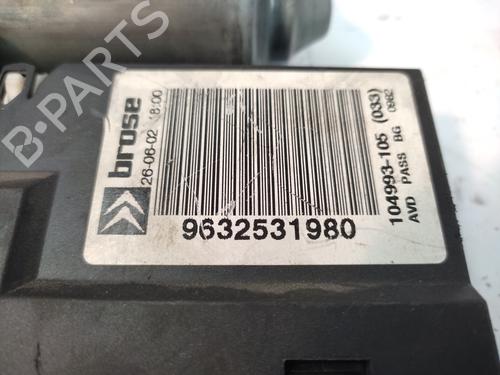 B-PARTS
brose
26-06-02 18:00
9632531980
104993-105 (033)
AVD PASS BG
0882